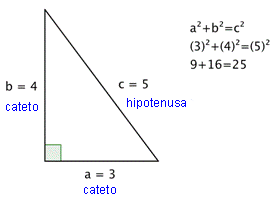 a²+b²=c²
(3)²+(4)²=(5)²
9+16=25
b = 4
cateto
c = 5
hipotenusa
a = 3
cateto